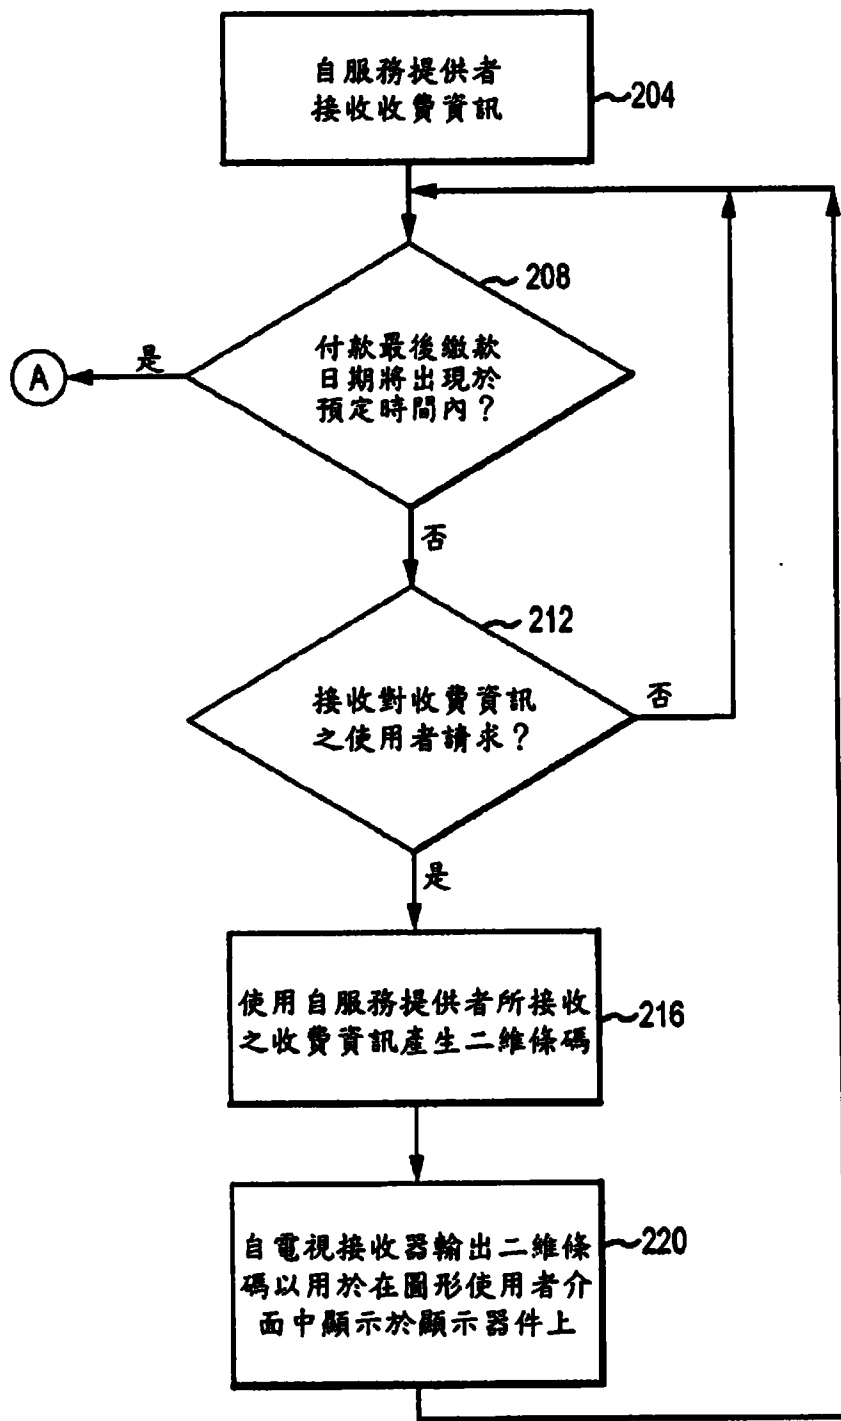 自服務提供者
接收收費資訊
204
208
付款最後繳款
日期將出現於
預定時間內？
是
A
否
212
接收對收費資訊
之使用者請求？
否
是
使用自服務提供者所接收
之收費資訊產生二維條碼
216
自電視接收器輸出二維條
碼以用於在圖形使用者介
面中顯示於顯示器件上
220